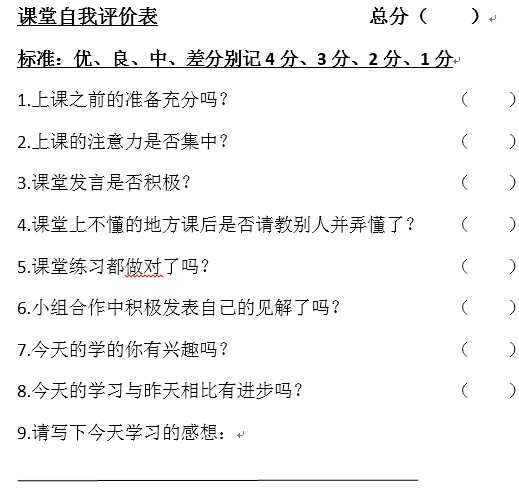 课堂自我评价表 总分（ ）
标准：优、良、中、差分别记4分、3分、2分、1分
1.上课之前的准备充分吗？ （ ）
2.上课的注意力是否集中？ （ ）
3.课堂发言是否积极？ （ ）
4.课堂上不懂的地方课后是否请教别人并弄懂了？ （ ）
5.课堂练习都做对了吗？ （ ）
6.小组合作中积极发表自己的见解了吗？ （ ）
7.今天的学的你有兴趣吗？ （ ）
8.今天的学习与昨天相比有进步吗？ （ ）
9.请写下今天学习的感想：